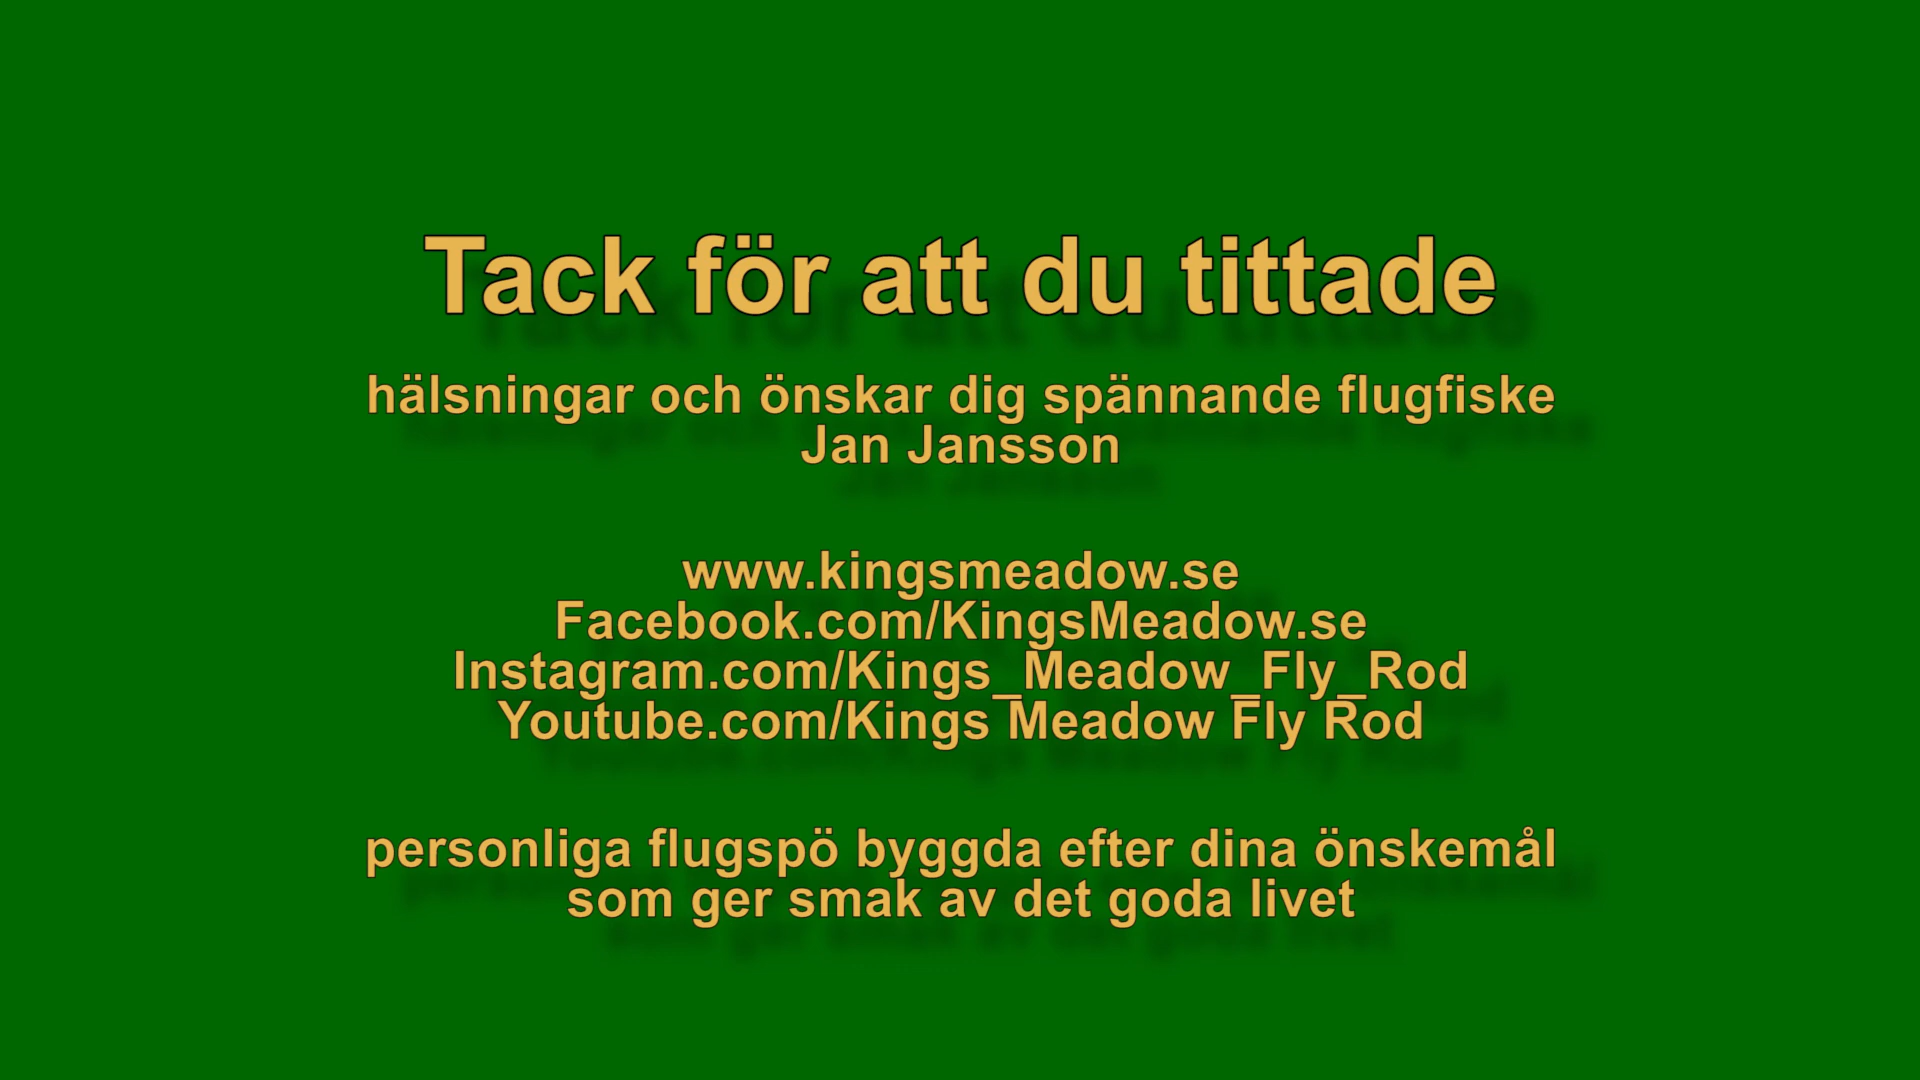 Tack för att du tittade
hälsningar och önskar dig spännande flugfiske
Jan Jansson
www.kingsmeadow.se
Facebook.com/KingsMeadow.se
Instagram.com/Kings_Meadow_Fly_Rod
Youtube.com/Kings Meadow Fly Rod
personliga flugspö byggda efter dina önskemål
som ger smak av det goda livet